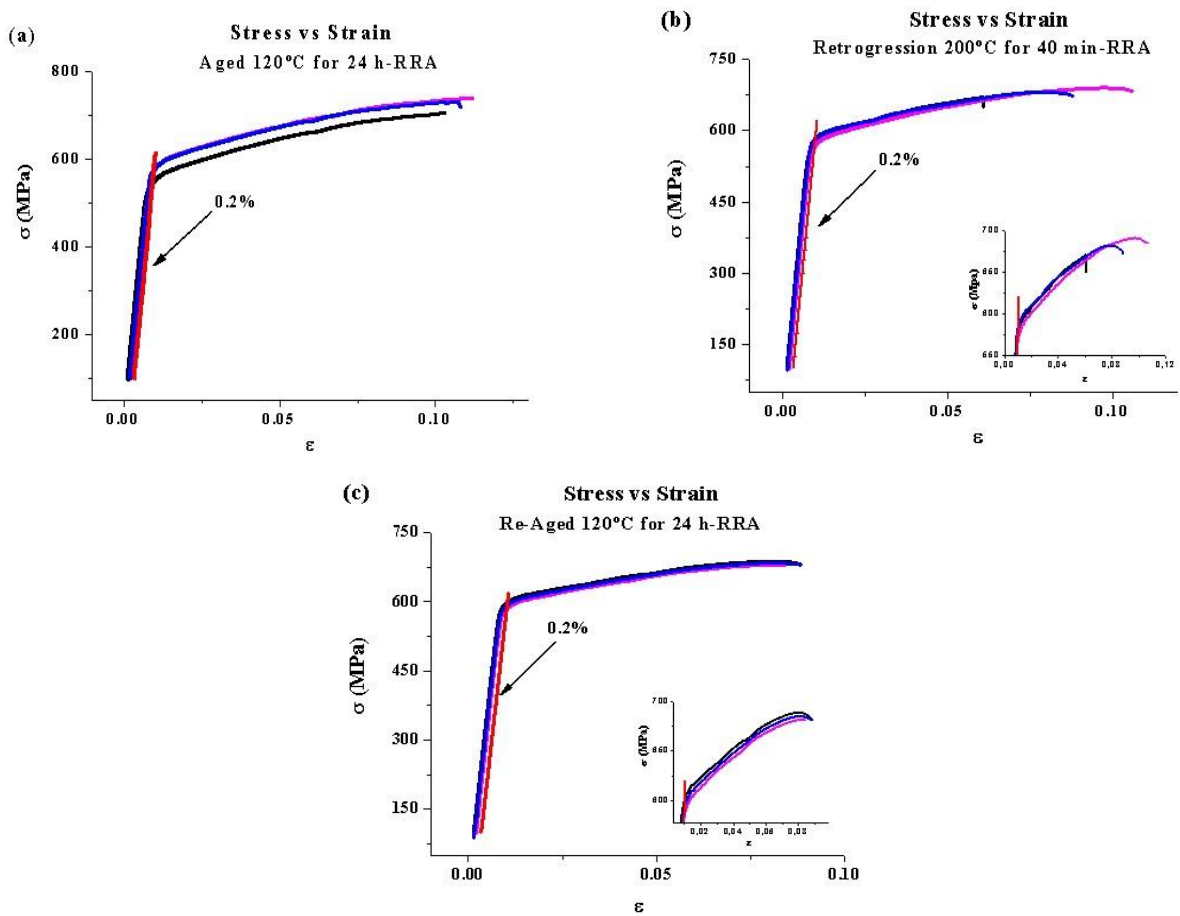 (a)
Stress vs Strain
Aged 120°C for 24 h-RRA
800
600
400
200
σ (MPa)
0.2%
0.00
0.05
0.10
ε
(b)
Stress vs Strain
Retrogression 200°C for 40 min-RRA
750
600
450
300
150
σ (MPa)
0.2%
700
660
600
660
σ (Mpa)
0,00
0,04
0,08
0,12
ε
0.00
0.05
0.10
ε
(c)
Stress vs Strain
Re-Aged 120°C for 24 h-RRA
750
600
450
300
150
σ (MPa)
0.2%
700
660
600
σ (MPa)
0,02
0,04
0,06
0,08
ε
0.00
0.05
0.10
ε